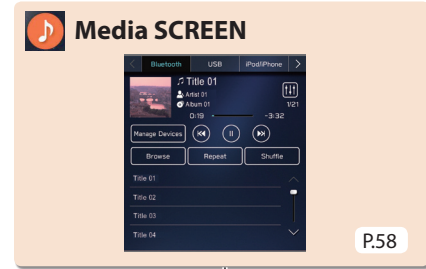 Media SCREEN
Bluetooth USB iPod/iPhone
Title 01
Artist 01
Album 01 1/21
0:19 -3:32
Manage Devices
Browse Repeat Shuffle
Title 01
Title 02
Title 03
Title 04
P.58